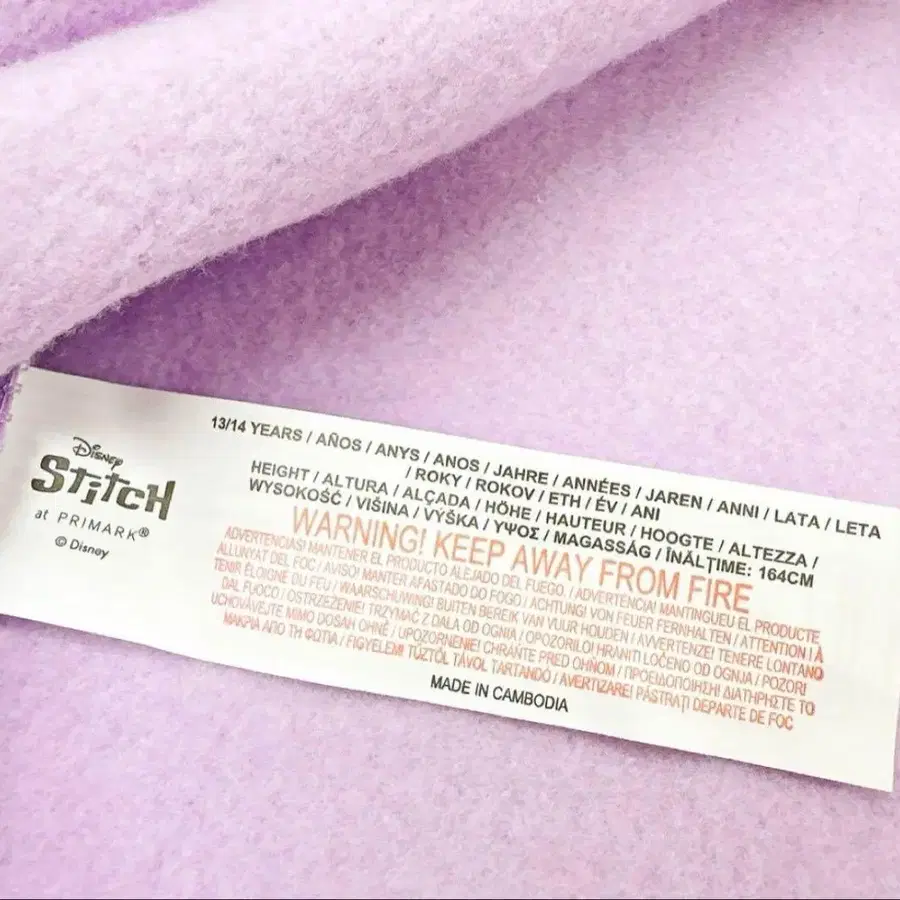 Disney
Stitch
at PRIMARK®
© Disney
13/14 YEARS / AÑOS / ANYS / ANOS / JAHRE / ANNÉES / JAREN / ANNI / LATA / LETA
/ ROKY / ROKOV / ETH / ÉV / ANI
HEIGHT / ALTURA / ALÇADA / HÖHE / HAUTEUR / HOOGTE / ALTEZZA /
WYSOKOŚĆ / VIŠINA / VÝŠKA / ΥΨΟΣ / MAGASSÁG / ÎNĂLŢIME: 164CM
WARNING! KEEP AWAY FROM FIRE
ADVERTENCIAS! MANTENER EL PRODUCTO ALEJADO DEL FUEGO. / ADVERTENCIA! MANTINGUEU EL PRODUCTE
ALLUNYAT DEL FOC / AVISO! MANTER AFASTADO DO FOGO / ACHTUNG! VON FEUER FERNHALTEN / ATTENTION ! À
TENIR ÉLOIGNÉ DU FEU / WAARSCHUWING! BUITEN BEREIK VAN VUUR HOUDEN / AVVERTENZE! TENERE LONTANO
DAL FUOCO / OSTRZEŻENIE! TRZYMAĆ Z DALA OD OGNIA / OPOZORILO! HRANITI LOČENO OD OGNJA / POZOR!
UCHOVÁVEJTE MIMO DOSAH OHNĚ / UPOZORNENIE! CHRÁŇTE PRED OHŇOM / ΠΡΟΕΙΔΟΠΟΙΗΣΗ! ΔΙΑΤΗΡΗΣΤΕ ΤΟ
ΜΑΚΡΙΑ ΑΠΟ ΤΗ ΦΩΤΙΑ / FIGYELEM! TŰZTŐL TÁVOL TARTANDÓ / AVERTIZARE! PĂSTRAŢI DEPARTE DE FOC
MADE IN CAMBODIA